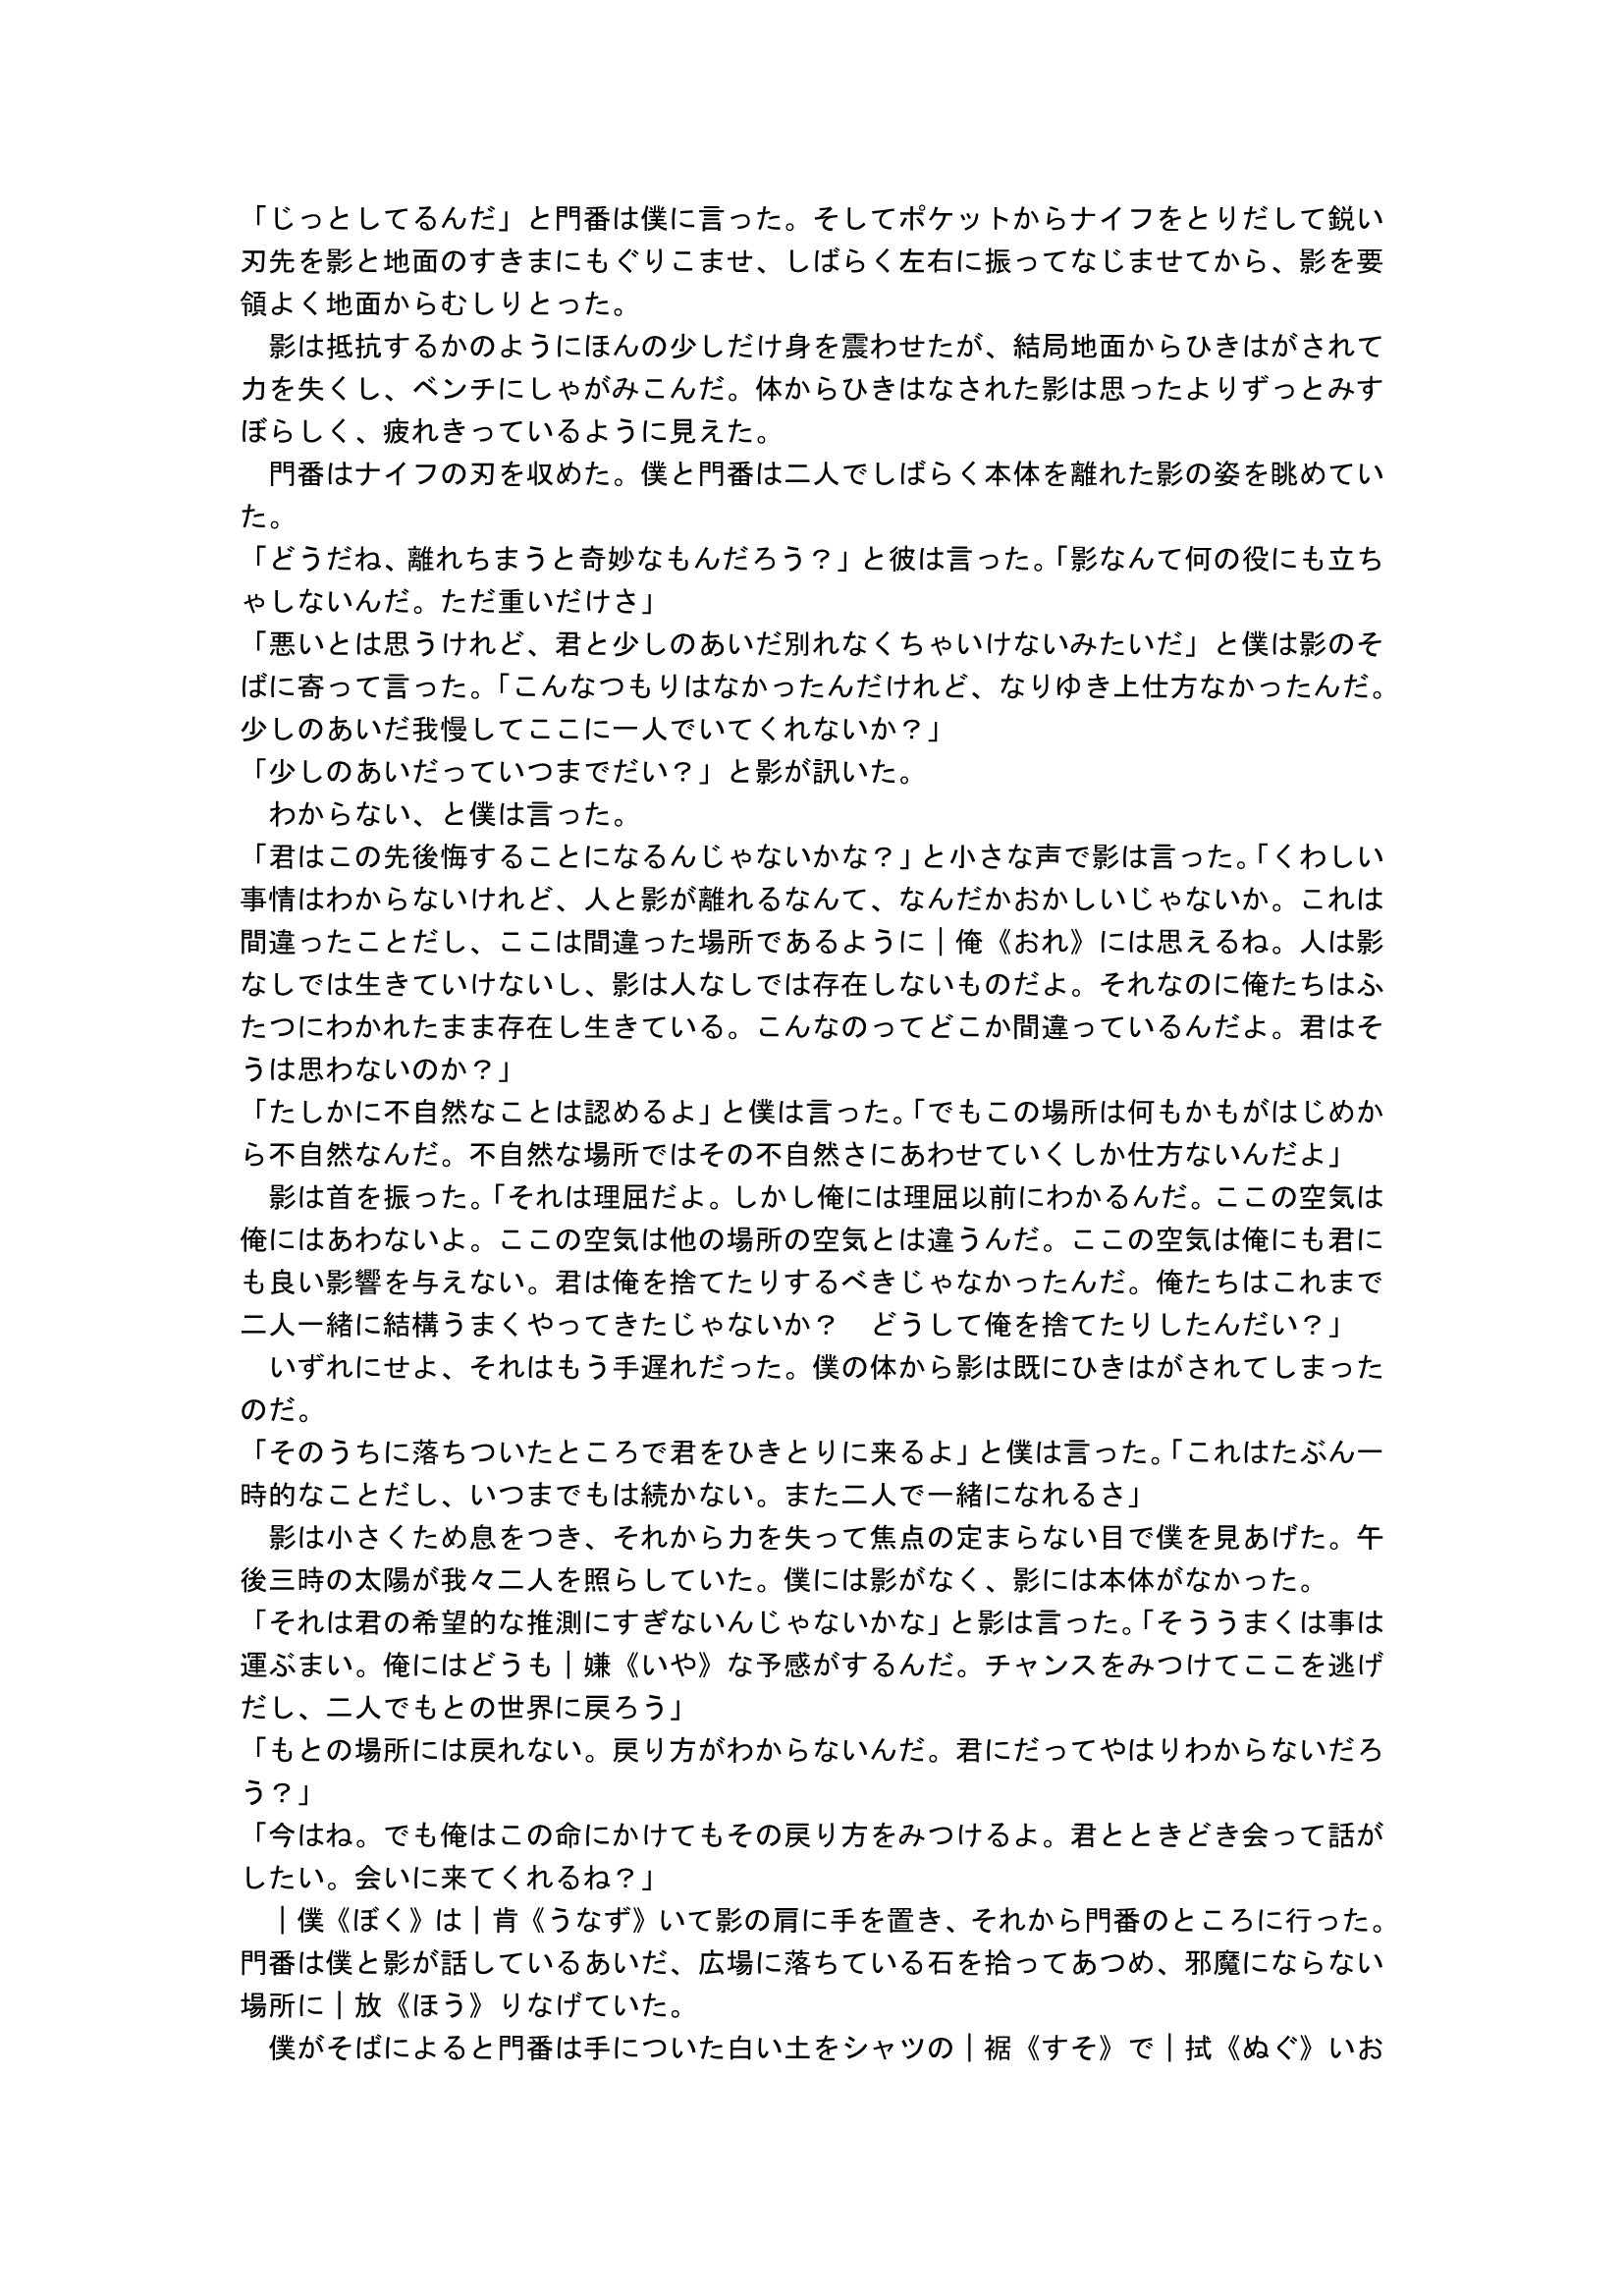 「じっとしてるんだ」と門番は僕に言った。そしてポケットからナイフをとりだして鋭い
刃先を影と地面のすきまにもぐりこませ、しばらく左右に振ってなじませてから、影を要
領よく地面からむしりとった。
　影は抵抗するかのようにほんの少しだけ身を震わせたが、結局地面からひきはがされて
力を失くし、ベンチにしゃがみこんだ。体からひきはなされた影は思ったよりずっとみす
ぼらしく、疲れきっているように見えた。
　門番はナイフの刃を収めた。僕と門番は二人でしばらく本体を離れた影の姿を眺めてい
た。
「どうだね、離れちまうと奇妙なもんだろう？」と彼は言った。「影なんて何の役にも立ち
ゃしないんだ。ただ重いだけさ」
「悪いとは思うけれど、君と少しのあいだ別れなくちゃいけないみたいだ」と僕は影のそ
ばに寄って言った。「こんなつもりはなかったんだけれど、なりゆき上仕方なかったんだ。
少しのあいだ我慢してここに一人でいてくれないか？」
「少しのあいだっていつまでだい？」と影が訊いた。
　わからない、と僕は言った。
「君はこの先後悔することになるんじゃないかな？」と小さな声で影は言った。「くわしい
事情はわからないけれど、人と影が離れるなんて、なんだかおかしいじゃないか。これは
間違ったことだし、ここは間違った場所であるように｜俺《おれ》には思えるね。人は影
なしでは生きていけないし、影は人なしでは存在しないものだよ。それなのに俺たちはふ
たつにわかれたまま存在し生きている。こんなのってどこか間違っているんだよ。君はそ
うは思わないのか？」
「たしかに不自然なことは認めるよ」と僕は言った。「でもこの場所は何もかもがはじめか
ら不自然なんだ。不自然な場所ではその不自然さにあわせていくしか仕方ないんだよ」
　影は首を振った。「それは理屈だよ。しかし俺には理屈以前にわかるんだ。ここの空気は
俺にはあわないよ。ここの空気は他の場所の空気とは違うんだ。ここの空気は俺にも君に
も良い影響を与えない。君は俺を捨てたりするべきじゃなかったんだ。俺たちはこれまで
二人一緒に結構うまくやってきたじゃないか？　どうして俺を捨てたりしたんだい？」
　いずれにせよ、それはもう手遅れだった。僕の体から影は既にひきはがされてしまった
のだ。
「そのうちに落ちついたところで君をひきとりに来るよ」と僕は言った。「これはたぶん一
時的なことだし、いつまでもは続かない。また二人で一緒になれるさ」
　影は小さくため息をつき、それから力を失って焦点の定まらない目で僕を見あげた。午
後三時の太陽が我々二人を照らしていた。僕には影がなく、影には本体がなかった。
「それは君の希望的な推測にすぎないんじゃないかな」と影は言った。「そううまくは事は
運ぶまい。俺にはどうも｜嫌《いや》な予感がするんだ。チャンスをみつけてここを逃げ
だし、二人でもとの世界に戻ろう」
「もとの場所には戻れない。戻り方がわからないんだ。君にだってやはりわからないだろ
う？」
「今はね。でも俺はこの命にかけてもその戻り方をみつけるよ。君とときどき会って話が
したい。会いに来てくれるね？」
　｜僕《ぼく》は｜肯《うなず》いて影の肩に手を置き、それから門番のところに行った。
門番は僕と影が話しているあいだ、広場に落ちている石を拾ってあつめ、邪魔にならない
場所に｜放《ほう》りなげていた。
　僕がそばによると門番は手についた白い土をシャツの｜裾《すそ》で｜拭《ぬぐ》いお